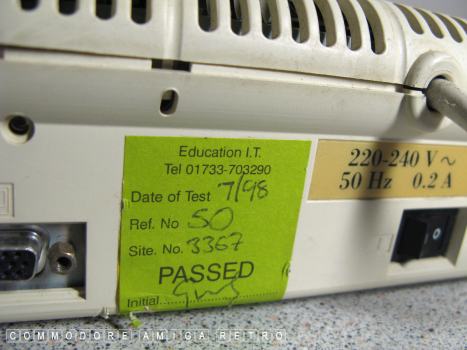 Education I.T.
Tel 01733-703290
Date of Test 7/98
Ref. No 50
Site. No. 3367
PASSED
Initial
220-240 V ~
50 Hz 0.2 A
COMMODORE AMIGA RETRO